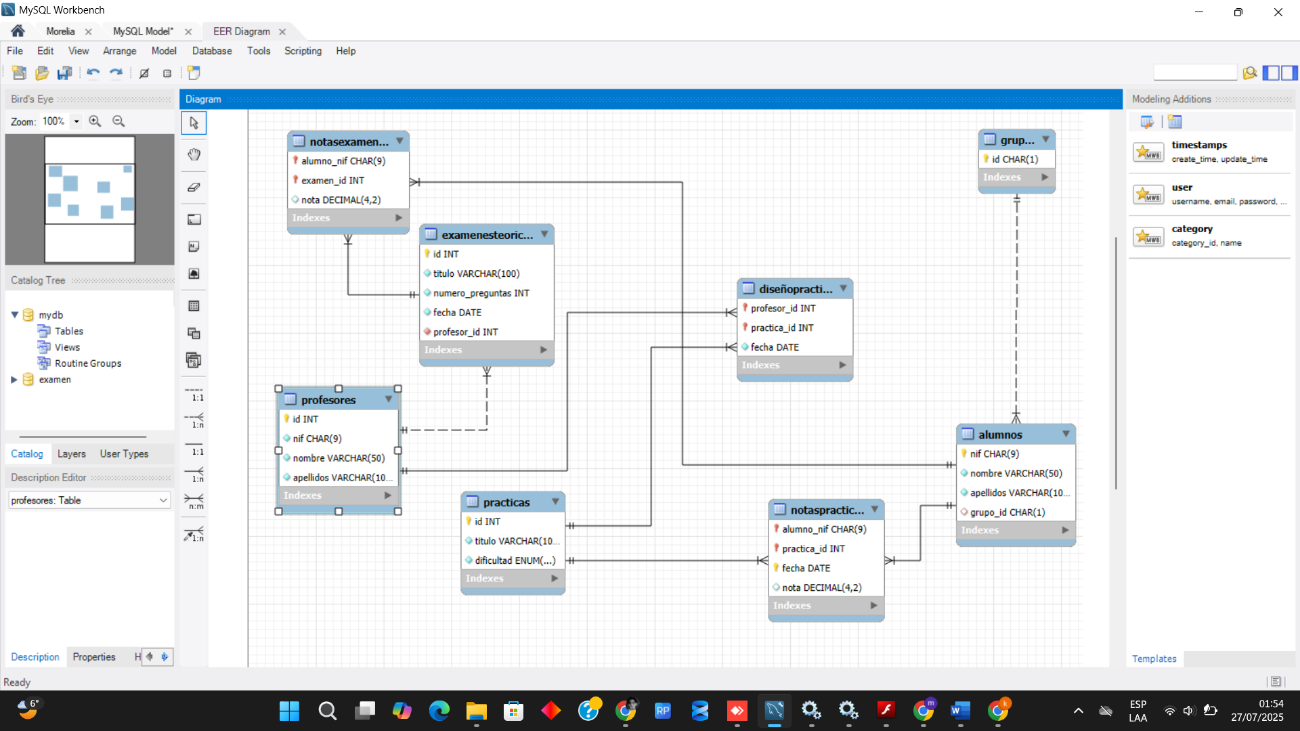 MySQL Workbench
Morelia
MySQL Model*
EER Diagram
File Edit View Arrange Model Database Tools Scripting Help
Bird's Eye
Zoom: 100%
Catalog Tree
mydb
Tables
Views
Routine Groups
examen
Catalog Layers User Types
Description Editor
profesores: Table
Description Properties H
Ready
Diagram
1:1
1:n
1:1
1:n
n:m
1:n
notasexamen...
alumno_nif CHAR(9)
examen_id INT
nota DECIMAL(4,2)
Indexes
examenesteoric...
id INT
titulo VARCHAR(100)
numero_preguntas INT
fecha DATE
profesor_id INT
Indexes
profesores
id INT
nif CHAR(9)
nombre VARCHAR(50)
apellidos VARCHAR(10...
Indexes
practicas
id INT
titulo VARCHAR(10...
dificultad ENUM(...)
Indexes
diseñopracti...
profesor_id INT
practica_id INT
fecha DATE
Indexes
notaspractic...
alumno_nif CHAR(9)
practica_id INT
fecha DATE
nota DECIMAL(4,2)
Indexes
grup...
id CHAR(1)
Indexes
alumnos
nif CHAR(9)
nombre VARCHAR(50)
apellidos VARCHAR(10...
grupo_id CHAR(1)
Indexes
Modeling Additions
timestamps
create_time, update_time
user
username, email, password, ...
category
category_id, name
Templates
6°
RP
ESP
LAA
01:54
27/07/2025